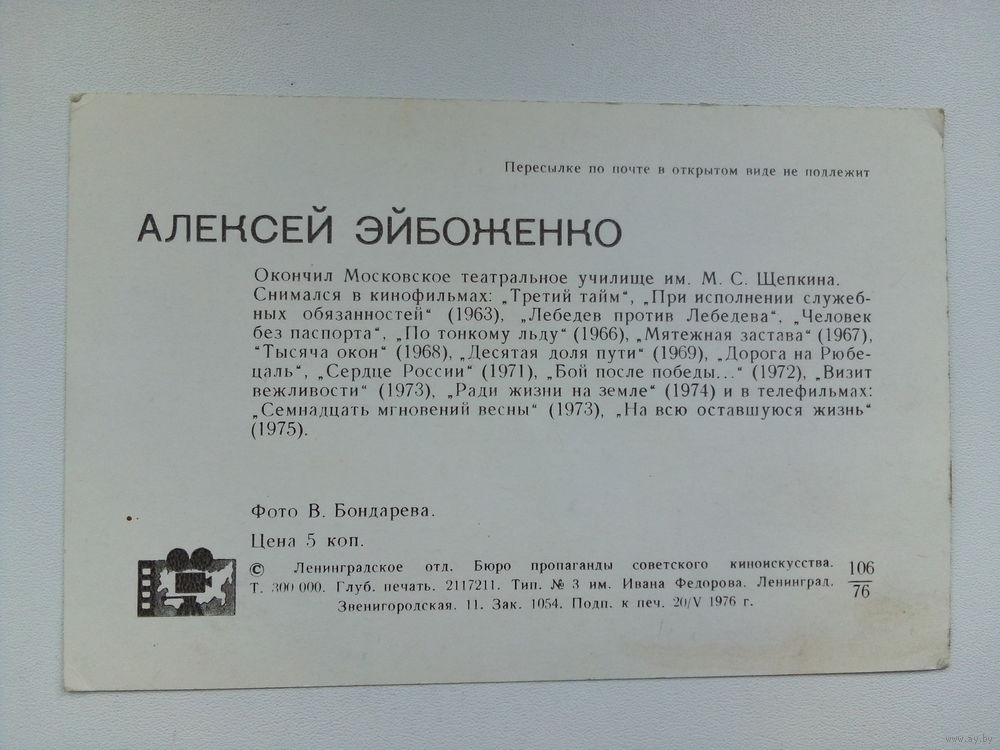 Пересылке по почте в открытом виде не подлежит
АЛЕКСЕЙ ЭЙБОЖЕНКО
Окончил Московское театральное училище им. М. С. Щепкина.
Снимался в кинофильмах: „Третий тайм“, „При исполнении служеб-
ных обязанностей“ (1963), „Лебедев против Лебедева“, „Человек
без паспорта“, „По тонкому льду“ (1966), „Мятежная застава“ (1967),
“Тысяча окон“ (1968), „Десятая доля пути“ (1969), „Дорога на Рюбе-
цаль“, „Сердце России“ (1971), „Бой после победы...“ (1972), „Визит
вежливости“ (1973), „Ради жизни на земле“ (1974) и в телефильмах:
„Семнадцать мгновений весны“ (1973), „На всю оставшуюся жизнь“
(1975).
Фото В. Бондарева.
Цена 5 коп.
© Ленинградское отд. Бюро пропаганды советского киноискусства.
Т. 300 000. Глуб. печать. 2117211. Тип. № 3 им. Ивана Федорова. Ленинград.
Звенигородская. 11. Зак. 1054. Подп. к печ. 20/V 1976 г.
106
76
www.ay.by